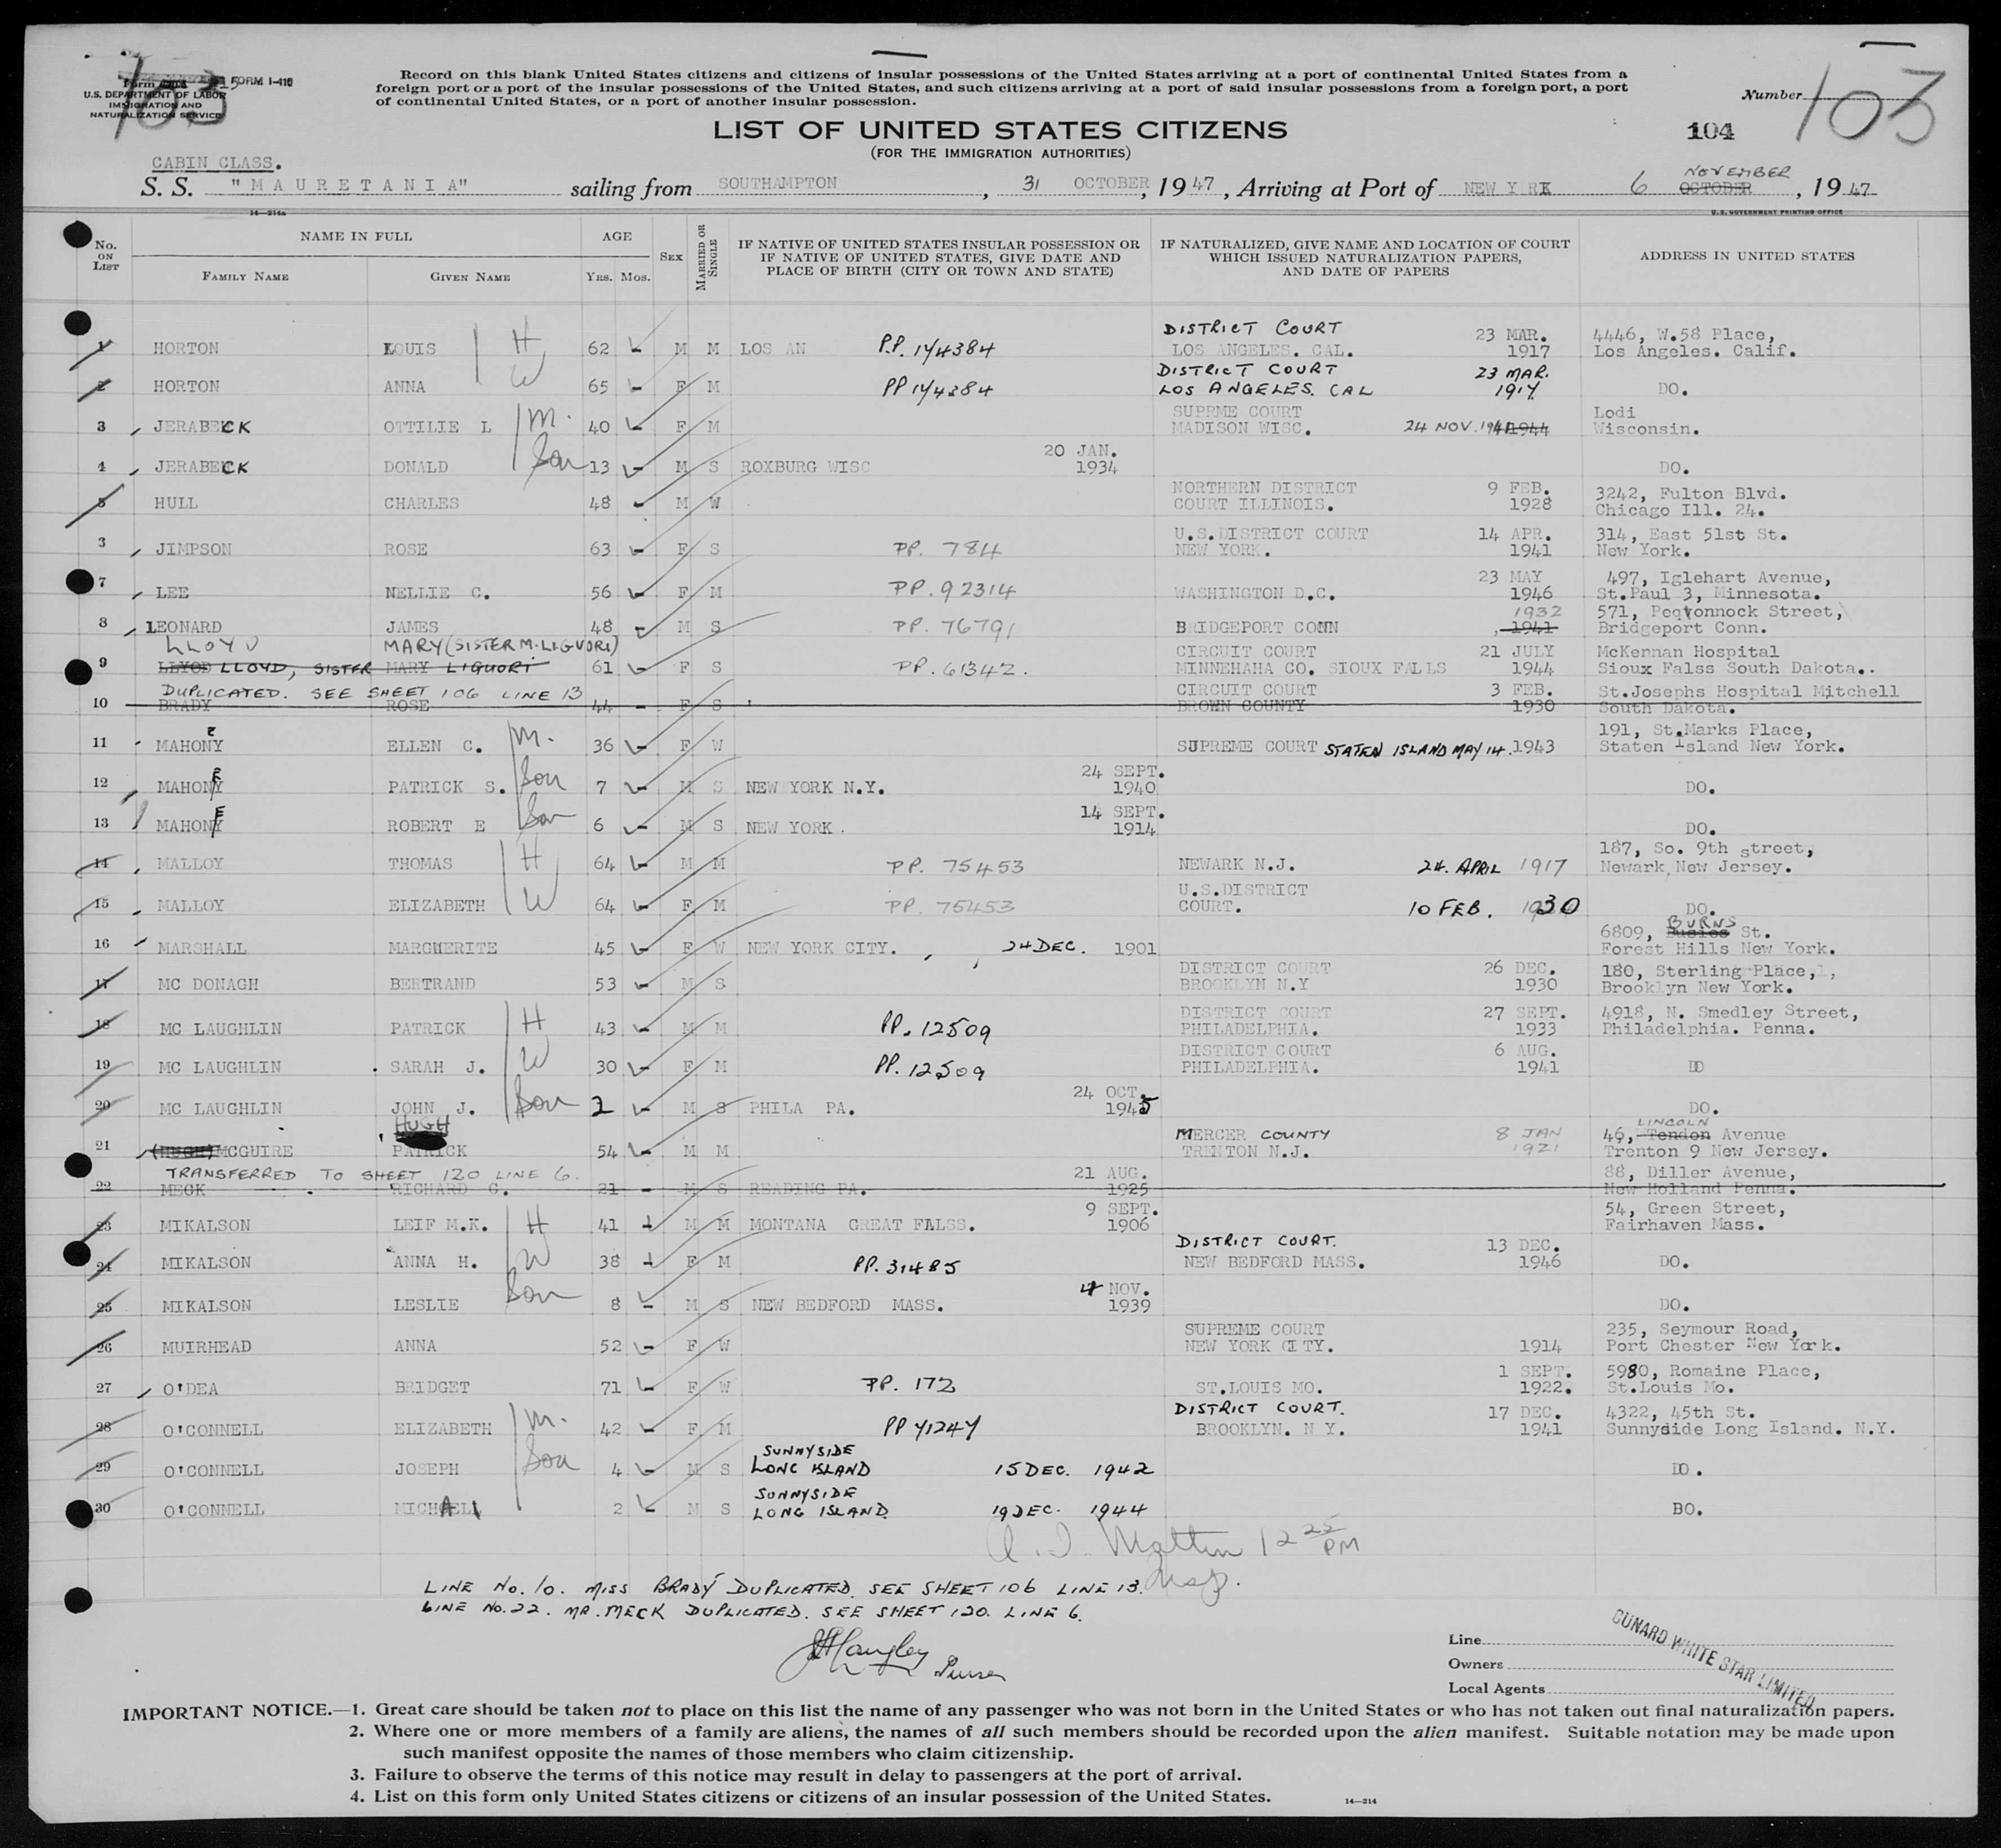 103
FORM I-415 FORM I-416
U.S. DEPARTMENT OF LABOR
IMMIGRATION AND
NATURALIZATION SERVICE
Record on this blank United States citizens and citizens of insular possessions of the United States arriving at a port of continental United States from a
foreign port or a port of the insular possessions of the United States, and such citizens arriving at a port of said insular possessions from a foreign port, a port
of continental United States, or a port of another insular possession.
Number 103
104
LIST OF UNITED STATES CITIZENS
(FOR THE IMMIGRATION AUTHORITIES)
CABIN CLASS.
S. S. "MAURETANIA" sailing from SOUTHAMPTON, 31 OCTOBER, 1947, Arriving at Port of NEW YORK 6 OCTOBER NOVEMBER, 1947
14—214a
U.S. GOVERNMENT PRINTING OFFICE
No. ON LIST
NAME IN FULL
FAMILY NAME GIVEN NAME
AGE
YRS. MOS.
SEX
MARRIED OR SINGLE
IF NATIVE OF UNITED STATES INSULAR POSSESSION OR
IF NATIVE OF UNITED STATES, GIVE DATE AND
PLACE OF BIRTH (CITY OR TOWN AND STATE)
IF NATURALIZED, GIVE NAME AND LOCATION OF COURT
WHICH ISSUED NATURALIZATION PAPERS,
AND DATE OF PAPERS
ADDRESS IN UNITED STATES
DISTRICT COURT 23 MAR. 4446, W.58 Place,
1 HORTON LOUIS H 62 M M LOS AN P.P. 14384 LOS ANGELES. CAL. 1917 Los Angeles. Calif.
DISTRICT COURT 23 MAR.
2 HORTON ANNA W 65 F M PP 14384 LOS ANGELES. CAL 1917 DO.
SUPRME COURT Lodi
3 JERABECK OTTILIE L M. 40 F M MADISON WISC. 24 NOV. 1941 1944 Wisconsin.
20 JAN.
4 JERABECK DONALD Son 13 M S ROXBURG WISC 1934 DO.
NORTHERN DISTRICT 9 FEB. 3242, Fulton Blvd.
5 HULL CHARLES 48 M W COURT ILLINOIS. 1928 Chicago Ill. 24.
U.S.DISTRICT COURT 14 APR. 314, East 51st St.
3 JIMPSON ROSE 63 F S PP. 784 NEW YORK. 1941 New York.
23 MAY 497, Iglehart Avenue,
7 LEE NELLIE C. 56 F M PP. 92314 WASHINGTON D.C. 1946 St.Paul 3, Minnesota.
1932 571, Peqtonnock Street,
8 LEONARD JAMES 48 M S PP. 76791 BRIDGEPORT CONN 1941 Bridgeport Conn.
LLOYD MARY (SISTER M. LIGUORI) CIRCUIT COURT 21 JULY McKennan Hospital
9 LLYOD LLOYD, SISTER MARY LIGUORI 61 F S PP. 61342. MINNEHAHA CO. SIOUX FALLS 1944 Sioux Falss South Dakota..
DUPLICATED. SEE SHEET 106 LINE 13 CIRCUIT COURT 3 FEB. St.Josephs Hospital Mitchell
10 BRADY ROSE 44 F S BROWN COUNTY 1930 South Dakota.
191, St.Marks Place,
11 MAHONEY ELLEN C. M. 36 F W SUPREME COURT STATEN ISLAND MAY 14. 1943 Staten Island New York.
24 SEPT.
12 MAHONEY PATRICK S. Son 7 M S NEW YORK N.Y. 1940 DO.
14 SEPT.
13 MAHONEY ROBERT E Son 6 M S NEW YORK. 1914 DO.
187, So. 9th street,
14 MALLOY THOMAS H 64 M M PP. 75453 NEWARK N.J. 24. APRIL 1917 Newark, New Jersey.
U.S.DISTRICT
15 MALLOY ELIZABETH W 64 F M PP. 75453 COURT. 10 FEB. 1930 DO.
6809, BURNS St.
16 MARSHALL MARGUERITE 45 F W NEW YORK CITY. 24 DEC. 1901 Forest Hills New York.
DISTRICT COURT 26 DEC. 180, Sterling Place,
17 MC DONAGH BERTRAND 53 M S BROOKLYN N.Y 1930 Brooklyn New York.
DISTRICT COURT 27 SEPT. 4918, N. Smedley Street,
18 MC LAUGHLIN PATRICK H 43 M M PP. 12509 PHILADELPHIA. 1933 Philadelphia. Penna.
DISTRICT COURT 6 AUG.
19 MC LAUGHLIN SARAH J. W 30 F M PP. 12509 PHILADELPHIA. 1941 DO
24 OCT.
20 MC LAUGHLIN JOHN J. Son 2 M S PHILA PA. 1945 DO.
HUGH MERCER COUNTY 8 JAN 46, Tendon LINCOLN Avenue
21 (HUGH) MCGUIRE PATRICK 54 M M TRENTON N.J. 1921 Trenton 9 New Jersey.
TRANSFERRED TO SHEET 120 LINE 6. 21 AUG. 88, Diller Avenue,
22 MECK RICHARD G. 21 M S READING PA. 1925 New Holland Penna.
9 SEPT. 54, Green Street,
23 MIKALSON LEIF M.K. H 41 M M MONTANA GREAT FALSS. 1906 Fairhaven Mass.
DISTRICT COURT. 13 DEC.
24 MIKALSON ANNA H. W 38 F M PP. 31485 NEW BEDFORD MASS. 1946 DO.
4 NOV.
25 MIKALSON LESLIE Son 8 M S NEW BEDFORD MASS. 1939 DO.
SUPREME COURT 235, Seymour Road,
26 MUIRHEAD ANNA 52 F W NEW YORK CITY. 1914 Port Chester New York.
1 SEPT. 5980, Romaine Place,
27 O'DEA BRIDGET 71 F W PP. 172 ST.LOUIS MO. 1922. St.Louis Mo.
DISTRICT COURT. 17 DEC. 4322, 45th St.
28 O'CONNELL ELIZABETH M. 42 F M PP 71247 BROOKLYN. N Y. 1941 Sunnyside Long Island. N.Y.
SUNNYSIDE
29 O'CONNELL JOSEPH Son 4 M S LONG ISLAND 15 DEC. 1942 DO.
SUNNYSIDE
30 O'CONNELL MICHAEL 2 M S LONG ISLAND 19 DEC. 1944 BO.
12 25 PM
Insp.
LINE No. 10. MISS BRADY DUPLICATED. SEE SHEET 106 LINE 13.
LINE No. 22. MR. MECK DUPLICATED. SEE SHEET 120. LINE 6.
Langley
Purser
Line
Owners
Local Agents
CUNARD WHITE STAR LIMITED
IMPORTANT NOTICE.—1. Great care should be taken not to place on this list the name of any passenger who was not born in the United States or who has not taken out final naturalization papers.
2. Where one or more members of a family are aliens, the names of all such members should be recorded upon the alien manifest. Suitable notation may be made upon
such manifest opposite the names of those members who claim citizenship.
3. Failure to observe the terms of this notice may result in delay to passengers at the port of arrival.
4. List on this form only United States citizens or citizens of an insular possession of the United States.
14—214